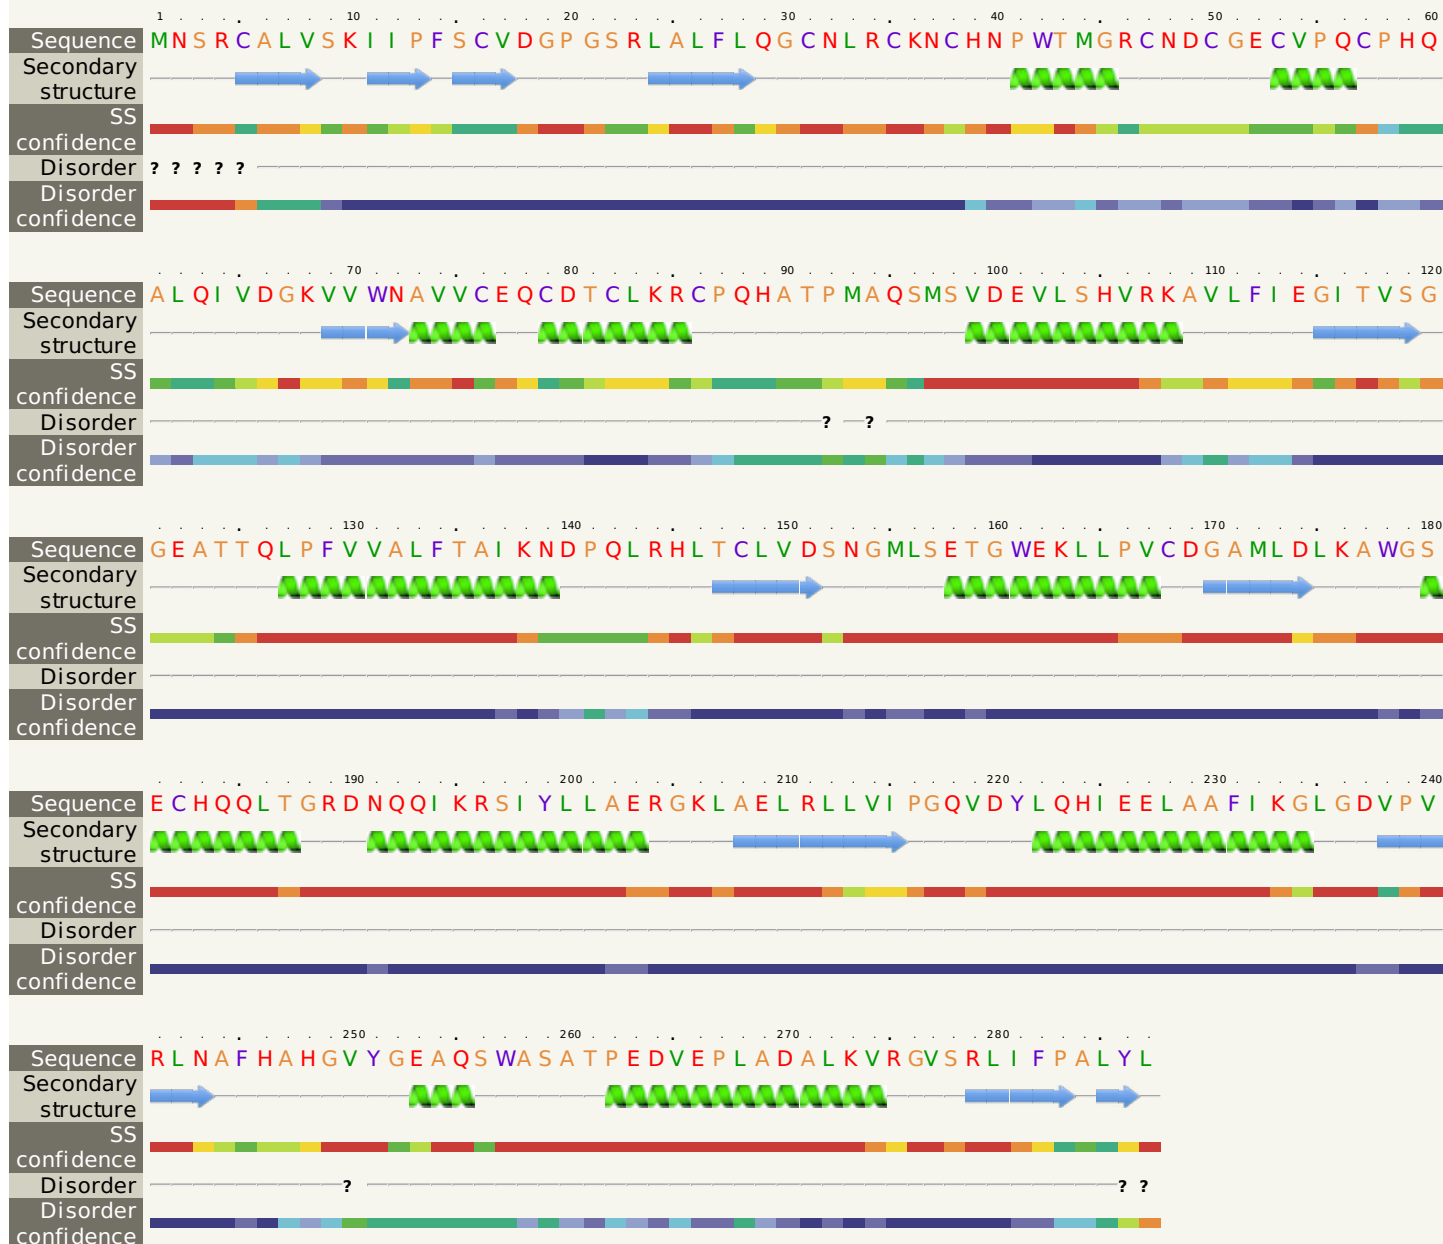 1 . . . . 10 . . . . 20 . . . . 30 . . . . 40 . . . . 50 . . . . 60
Sequence MNSRCALVSKIIPFSCVDGPGSRLALFLQGCNLRCKNCHNPWTMGRCNDCGECVPQCPHQ
Secondary
structure
SS
confidence
Disorder ? ? ? ? ?
Disorder
confidence
70 80 90 100 110 120
Sequence ALQIVDGKVVWNAVVCEQCDTCLKRCPQHATPMAQSMSVDEVLSHVRKAVLFIEGITVSG
Secondary
structure
SS
confidence
Disorder ? ?
Disorder
confidence
130 140 150 160 170 180
Sequence GEATTQLPFVVALFTAIKNDPQLRHLTCLVDSNGMLSETGWEKLLPVCDGAMLDLKAWGS
Secondary
structure
SS
confidence
Disorder
Disorder
confidence
190 200 210 220 230 240
Sequence ECHQQLTGRDNQQIKRSIYLLAERGKLAELRLLVIPGQVDYLQHIEELAAFIKGLGDVPV
Secondary
structure
SS
confidence
Disorder
Disorder
confidence
250 260 270 280
Sequence RLNAFHAHGVYGEAQSWASATPEDVEPLADALKVRGVSRLIFPALYL
Secondary
structure
SS
confidence
Disorder ? ? ?
Disorder
confidence